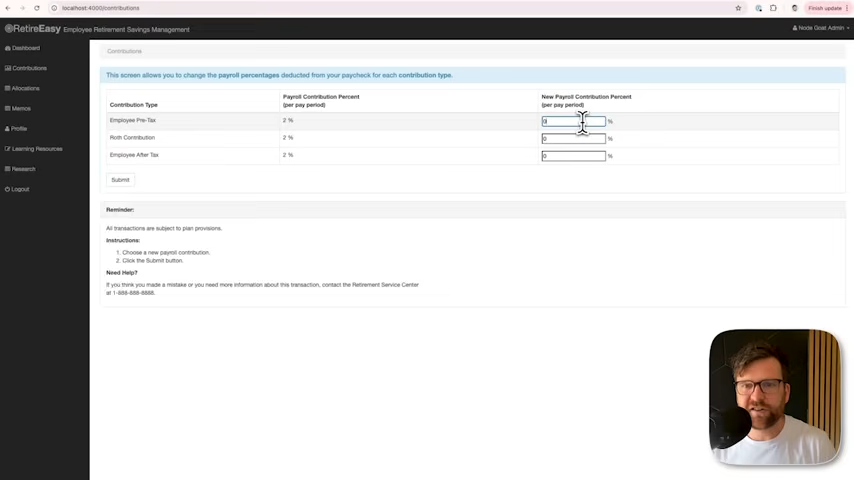 localhost:4000/contributions
Finish update
RetireEasy Employee Retirement Savings Management
Node Goat Admin
Dashboard
Contributions
Allocations
Memos
Profile
Learning Resources
Research
Logout
Contributions
This screen allows you to change the payroll percentages deducted from your paycheck for each contribution type.
Contribution Type
Payroll Contribution Percent
(per pay period)
New Payroll Contribution Percent
(per pay period)
Employee Pre-Tax
2 %
0
%
Roth Contribution
2 %
0
%
Employee After Tax
2 %
0
%
Submit
Reminder:
All transactions are subject to plan provisions.
Instructions:
1. Choose a new payroll contribution.
2. Click the Submit button.
Need Help?
If you think you made a mistake or you need more information about this transaction, contact the Retirement Service Center
at 1-888-888-8888.